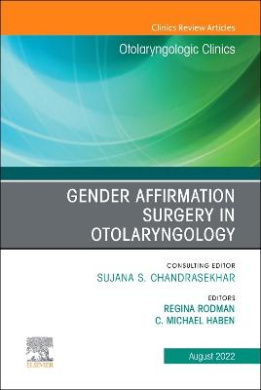 Clinics Review Articles
Otolaryngologic Clinics
GENDER AFFIRMATION
SURGERY IN
OTOLARYNGOLOGY
CONSULTING EDITOR
SUJANA S. CHANDRASEKHAR
EDITORS
REGINA RODMAN
C. MICHAEL HABEN
ELSEVIER
August 2022